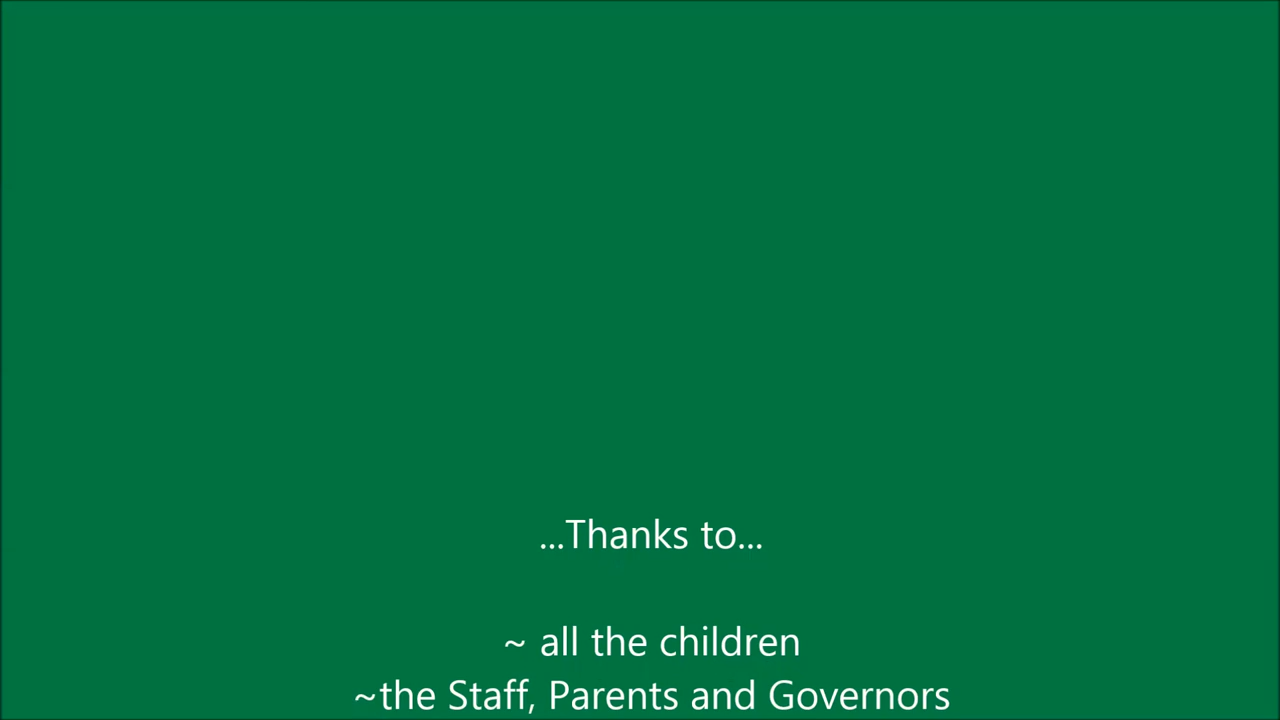 ...Thanks to...
~ all the children
~the Staff, Parents and Governors